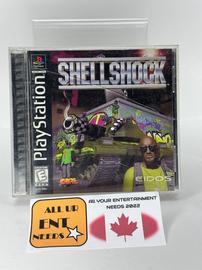 SHELLSHOCK
PlayStation
EIDOS
ALL UR
ENT
NEEDS
All YOUR ENTERTAINMENT
NEEDS 2022